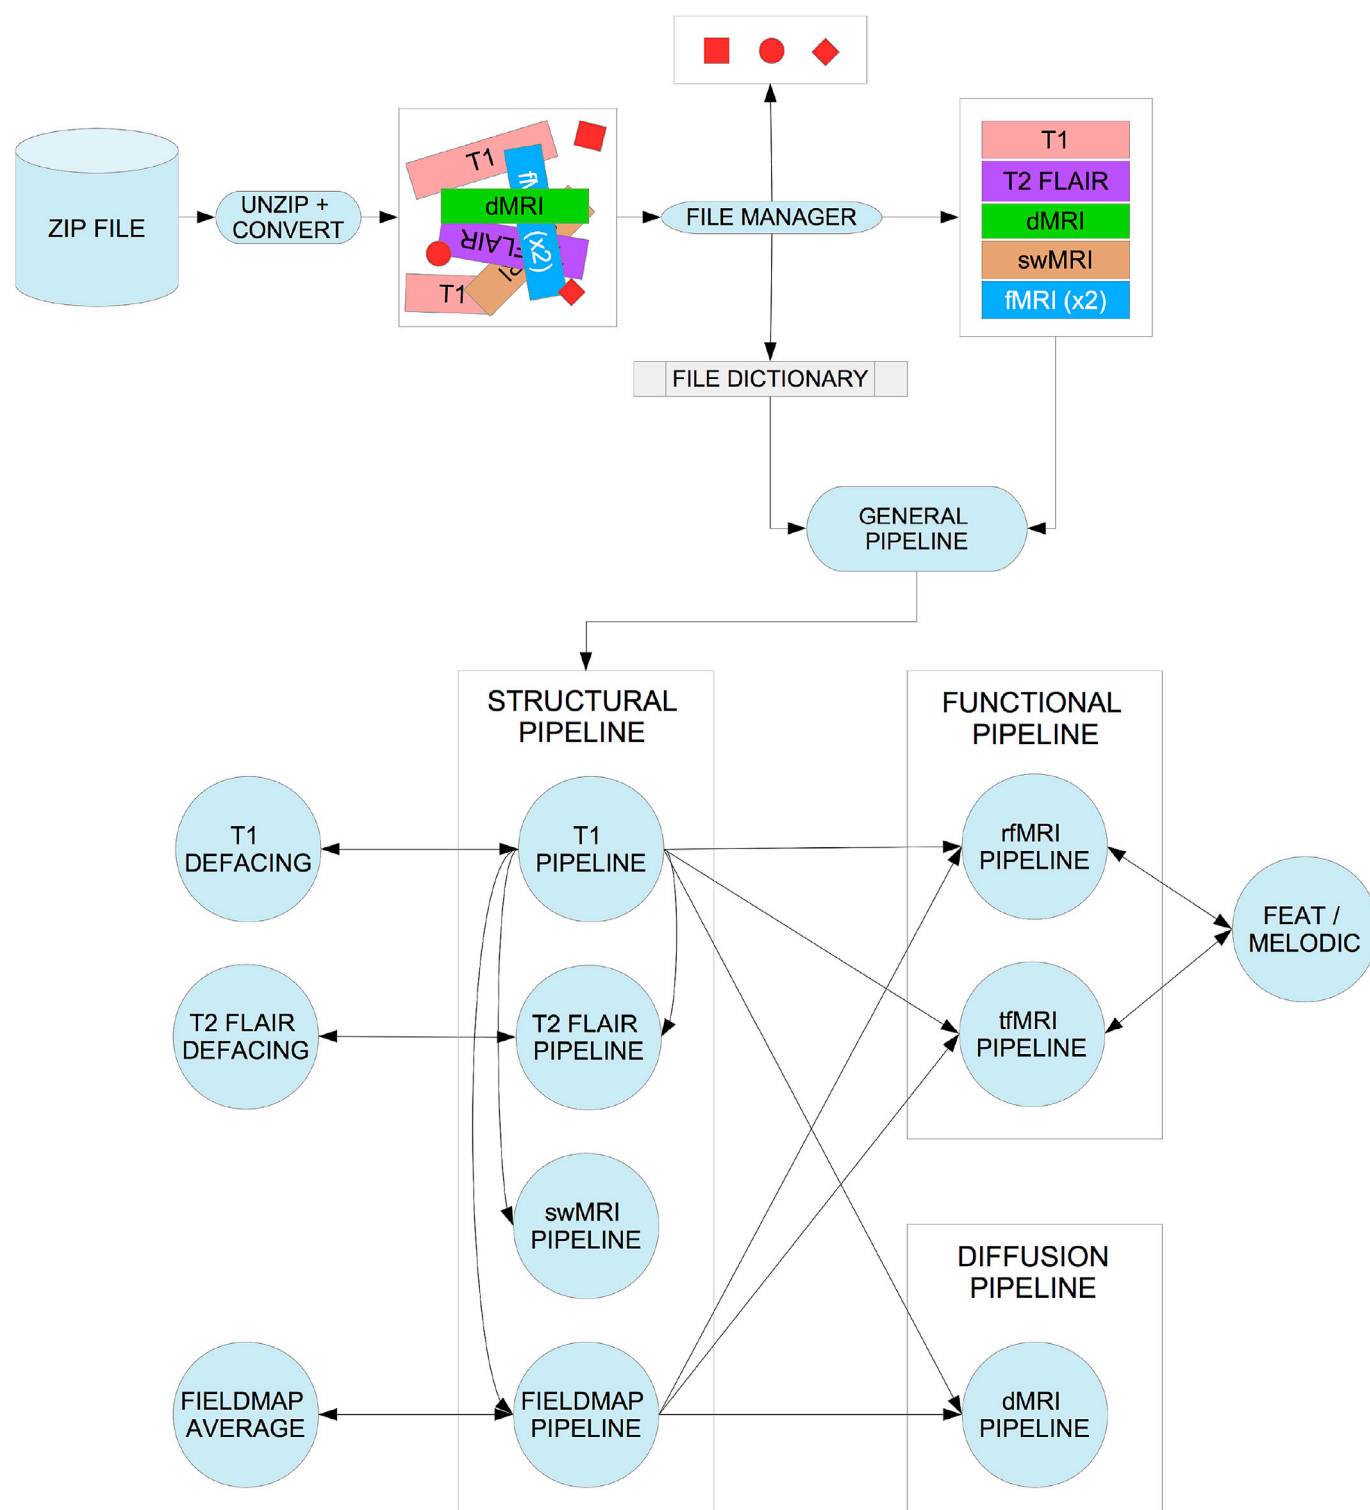 ZIP FILE
UNZIP +
CONVERT
T1
dMRI
FLAIR
(x2)
T1
FILE MANAGER
T1
T2 FLAIR
dMRI
swMRI
fMRI (x2)
FILE DICTIONARY
GENERAL
PIPELINE
STRUCTURAL
PIPELINE
FUNCTIONAL
PIPELINE
T1
DEFACING
T1
PIPELINE
rfMRI
PIPELINE
FEAT /
MELODIC
T2 FLAIR
DEFACING
T2 FLAIR
PIPELINE
tfMRI
PIPELINE
swMRI
PIPELINE
DIFFUSION
PIPELINE
FIELDMAP
AVERAGE
FIELDMAP
PIPELINE
dMRI
PIPELINE